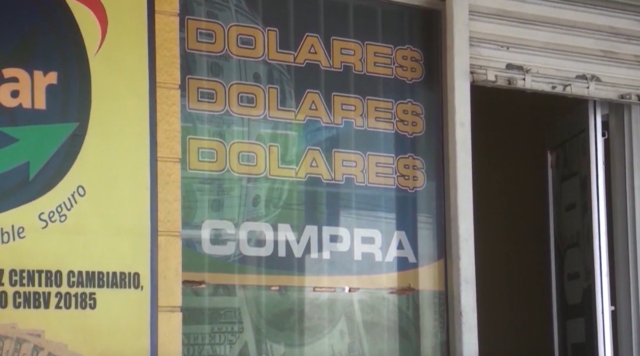 ar
ble Seguro
Z CENTRO CAMBIARIO,
O CNBV 20185
DOLARE$
DOLARE$
DOLARE$
COMPRA